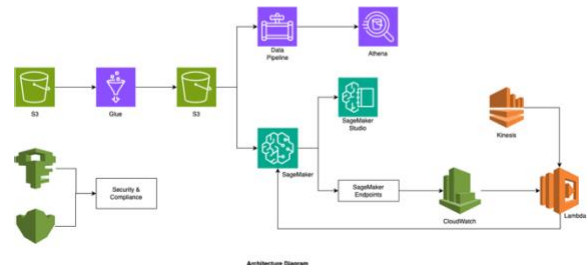 Data
Pipeline
Athena
S3
Glue
S3
SageMaker
Studio
Kinesis
SageMaker
Security &
Compliance
SageMaker
Endpoints
CloudWatch
Lambda
Architecture Diagram